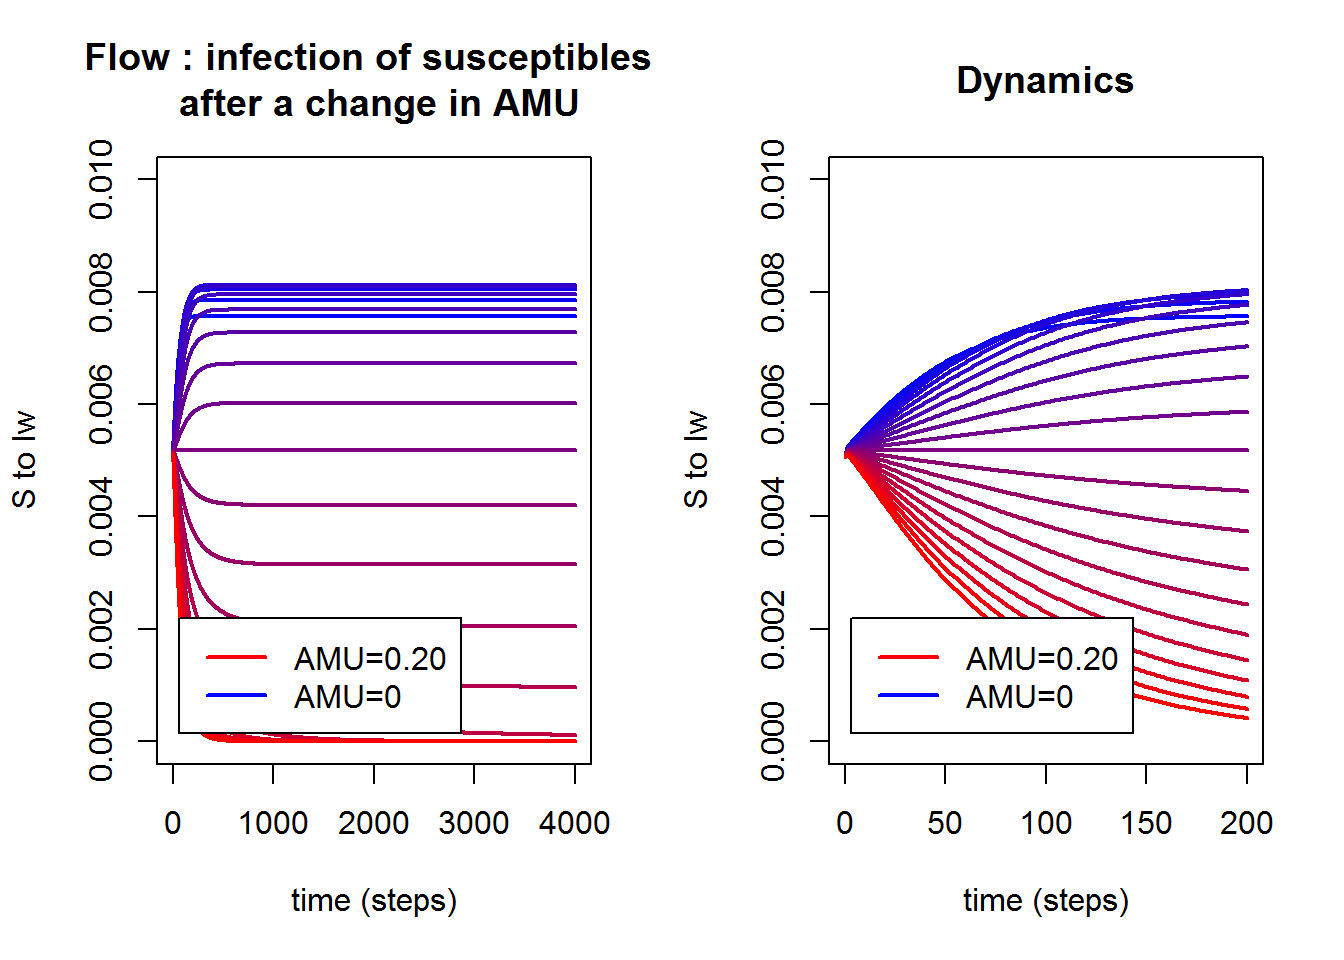 Flow : infection of susceptibles
after a change in AMU
S to Iw
0.000 0.002 0.004 0.006 0.008 0.010
AMU=0.20
AMU=0
0 1000 2000 3000 4000
time (steps)
Dynamics
S to Iw
0.000 0.002 0.004 0.006 0.008 0.010
AMU=0.20
AMU=0
0 50 100 150 200
time (steps)